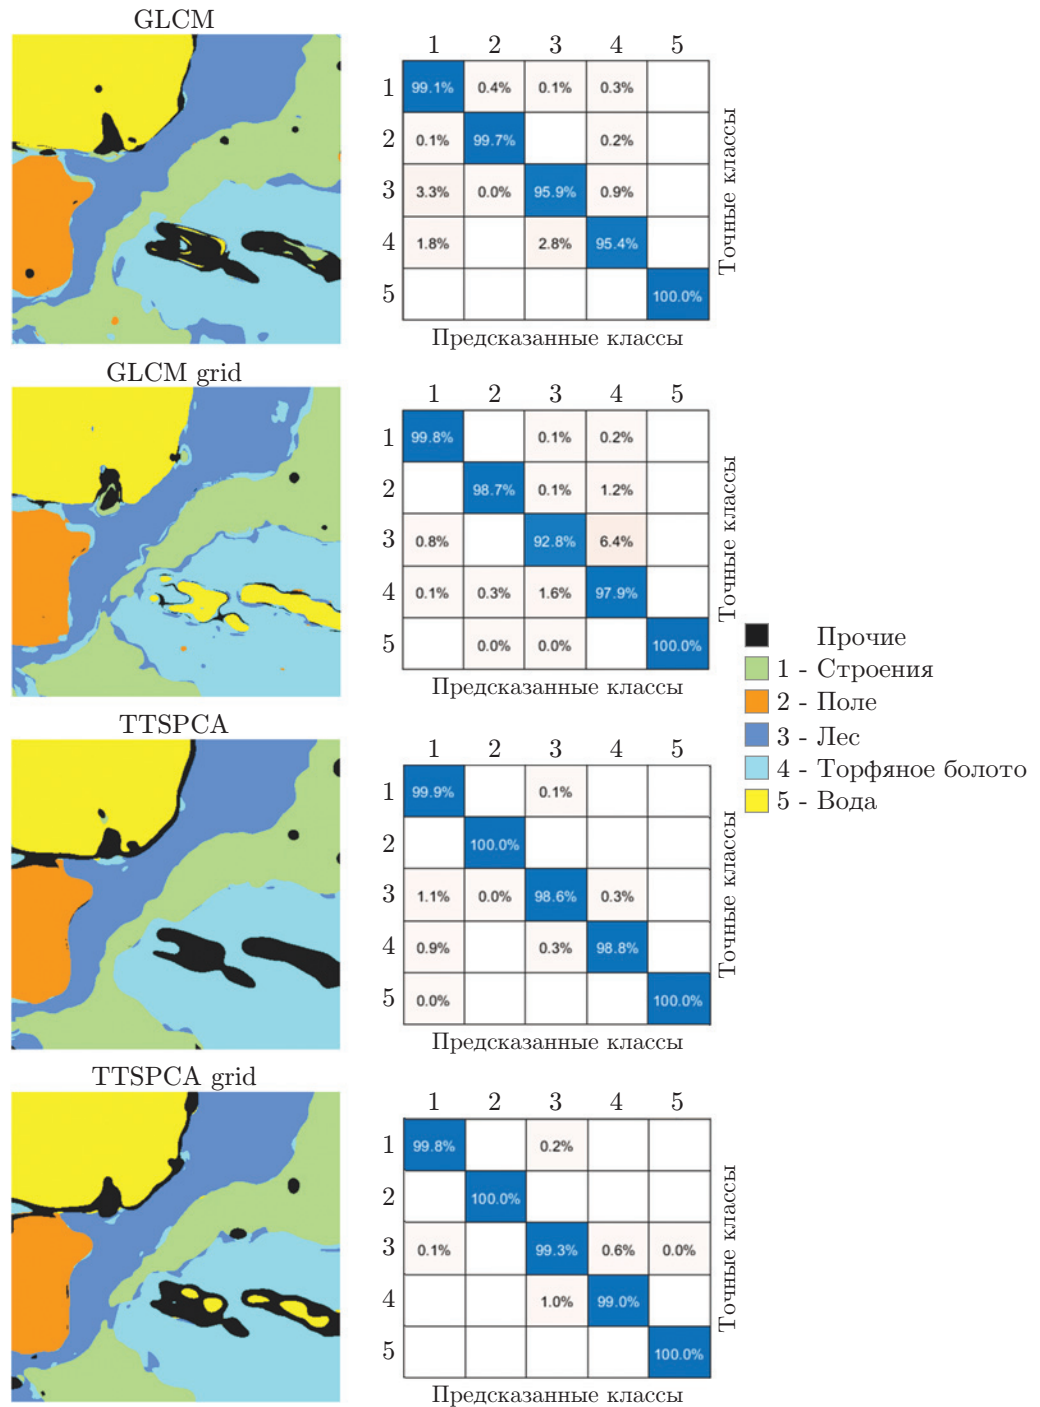 GLCM
1 2 3 4 5
1 99.1% 0.4% 0.1% 0.3%
2 0.1% 99.7% 0.2%
3 3.3% 0.0% 95.9% 0.9%
4 1.8% 2.8% 95.4%
5 100.0%
Точные классы
Предсказанные классы
GLCM grid
1 2 3 4 5
1 99.8% 0.1% 0.2%
2 98.7% 0.1% 1.2%
3 0.8% 92.8% 6.4%
4 0.1% 0.3% 1.6% 97.9%
5 0.0% 0.0% 100.0%
Точные классы
Предсказанные классы
Прочие
1 - Строения
2 - Поле
3 - Лес
4 - Торфяное болото
5 - Вода
TTSPCA
1 2 3 4 5
1 99.9% 0.1%
2 100.0%
3 1.1% 0.0% 98.6% 0.3%
4 0.9% 0.3% 98.8%
5 0.0% 100.0%
Точные классы
Предсказанные классы
TTSPCA grid
1 2 3 4 5
1 99.8% 0.2%
2 100.0%
3 0.1% 99.3% 0.6% 0.0%
4 1.0% 99.0%
5 100.0%
Точные классы
Предсказанные классы